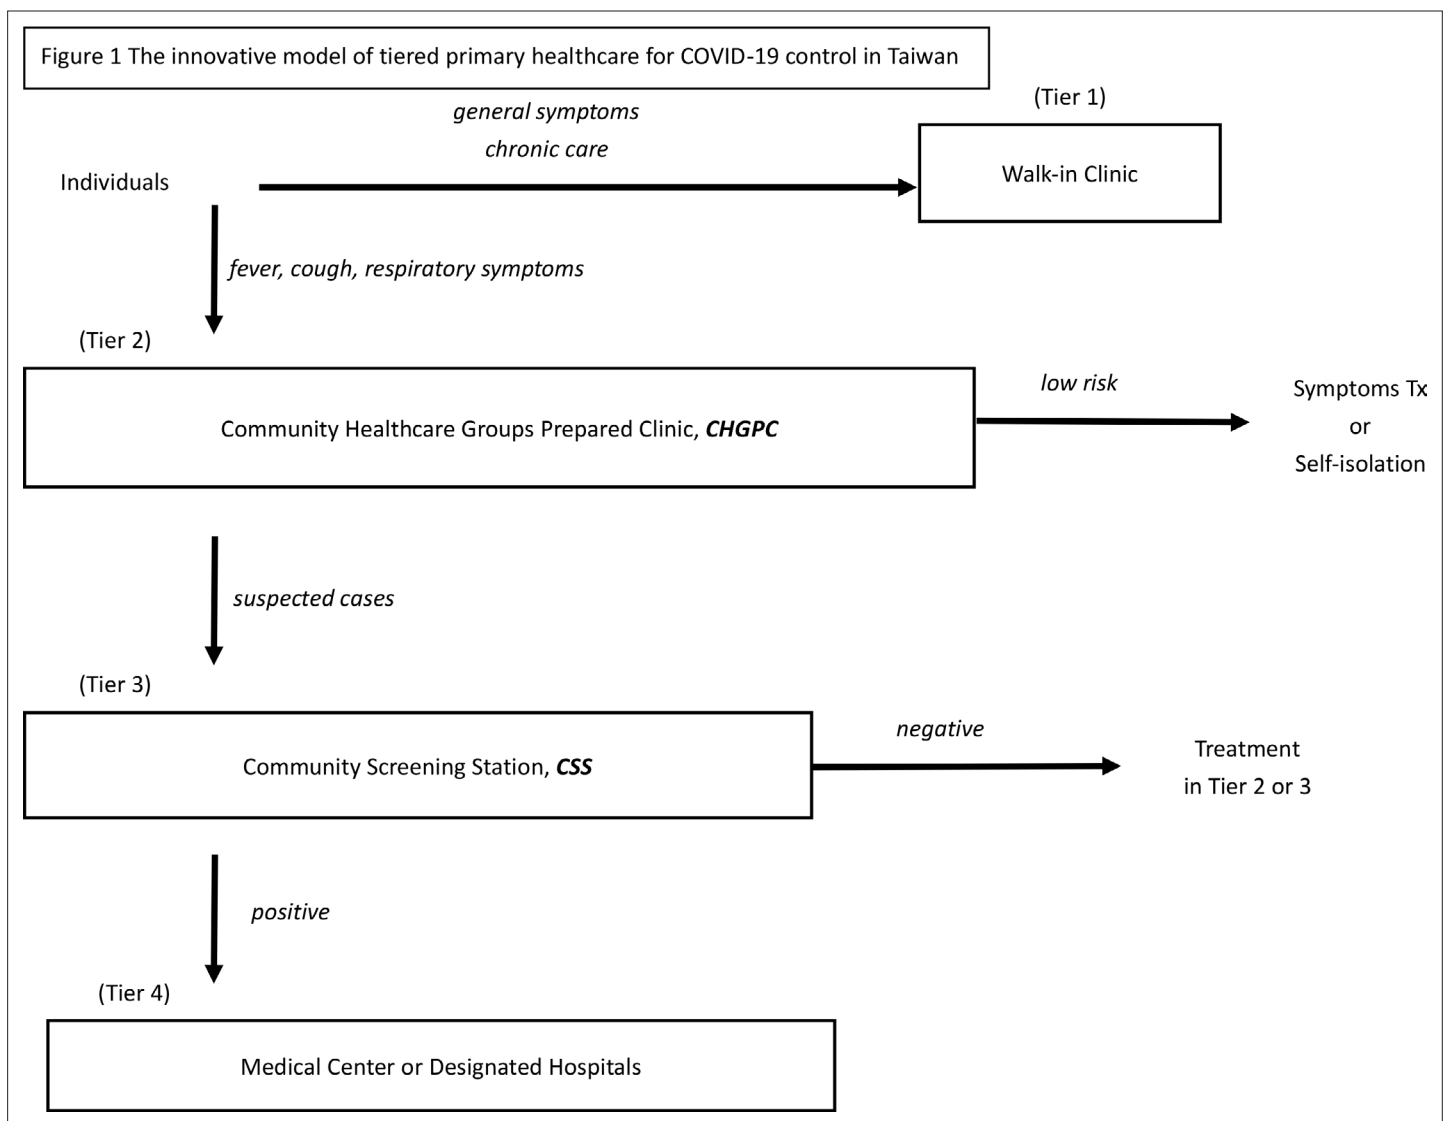 Figure 1 The innovative model of tiered primary healthcare for COVID-19 control in Taiwan
general symptoms
chronic care
(Tier 1)
Individuals
Walk-in Clinic
fever, cough, respiratory symptoms
(Tier 2)
Community Healthcare Groups Prepared Clinic, CHGPC
low risk
Symptoms Tx
or
Self-isolation
suspected cases
(Tier 3)
Community Screening Station, CSS
negative
Treatment
in Tier 2 or 3
positive
(Tier 4)
Medical Center or Designated Hospitals